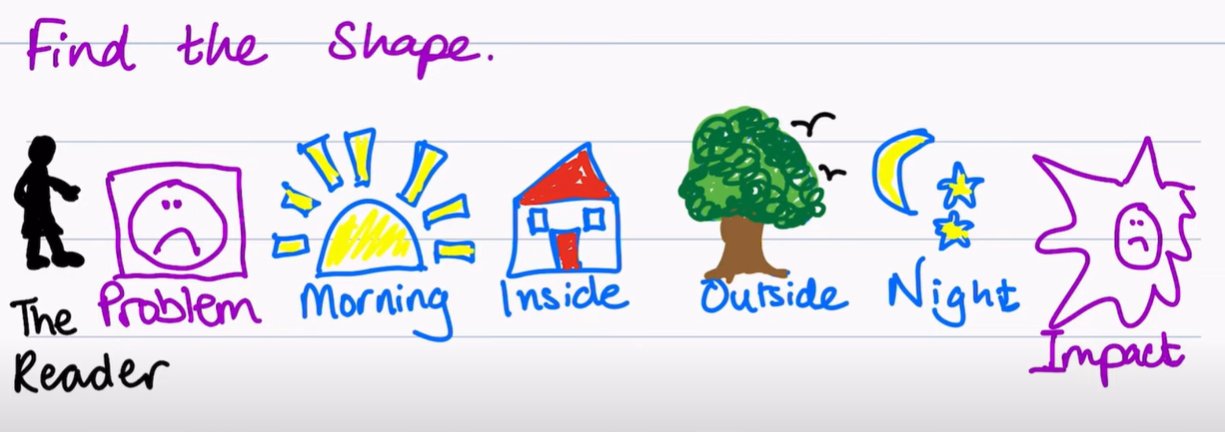 Find the Shape.
The Reader
Problem
Morning
Inside
Outside
Night
Impact